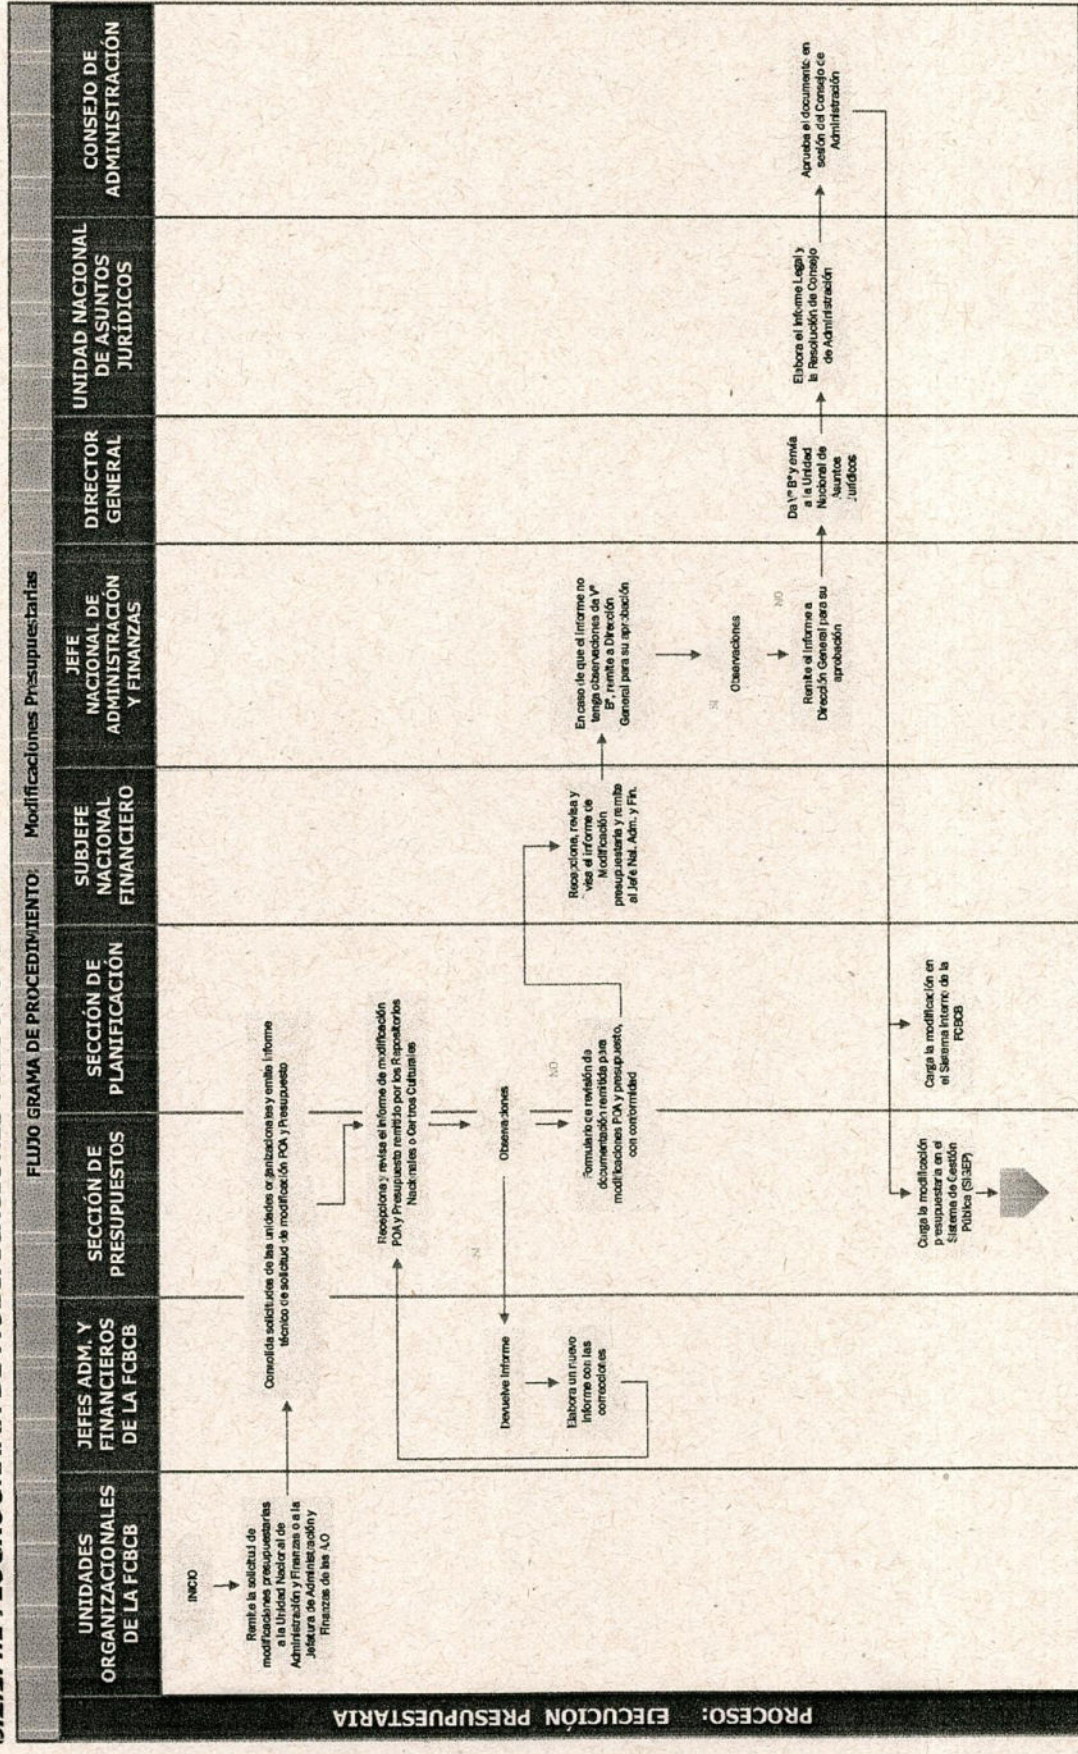 FLUJO GRAMA DE PROCEDIMIENTO: Modificaciones Presupuestarias
UNIDADES
ORGANIZACIONALES
DE LA FCBCB
JEFES ADM. Y
FINANCIEROS
DE LA FCBCB
SECCIÓN DE
PRESUPUESTOS
SECCIÓN DE
PLANIFICACIÓN
SUBJEFE
NACIONAL
FINANCIERO
JEFE
NACIONAL DE
ADMINISTRACIÓN
Y FINANZAS
DIRECTOR
GENERAL
UNIDAD NACIONAL
DE ASUNTOS
JURÍDICOS
CONSEJO DE
ADMINISTRACIÓN
PROCESO: EJECUCIÓN PRESUPUESTARIA
INICIO
Remite la solicitud de
modificaciones presupuestarias
a la Unidad Nacional de
Administración y Finanzas o a la
Jefatura de Administración y
Finanzas de las
Consolida solicitudes de las unidades organizacionales y emite Informe
técnico de solicitud de modificación POA y Presupuesto
Recepciona y revisa el informe de modificación
POA y Presupuesto remitido por los Repositorios
Nacionales o Centros Culturales
Observaciones
SI
NO
Devuelve Informe
Elabora un nuevo
Informe con las
correcciones
Formulario de revisión de
documentación remitida para
modificaciones POA y presupuesto,
con conformidad
Recepciona, revisa y
visa el informe de
Modificación
presupuestaria y remite
al Jefe Nal. Adm. y Fin.
En caso de que el Informe no
tenga observaciones da V°
B°, remite a Dirección
General para su aprobación
Observaciones
SI
NO
Remite el Informe a
Dirección General para su
aprobación
Da V° B° y envía
a la Unidad
Nacional de
Asuntos
Jurídicos
Elabora el Informe Legal y
la Resolución de Consejo
de Administración
Aprueba el documento en
sesión del Consejo de
Administración
Carga la modificación
presupuestaria en el
Sistema de Gestión
Pública (SIGEP)
Carga la modificación en
el Sistema Interno de la
FCBCB